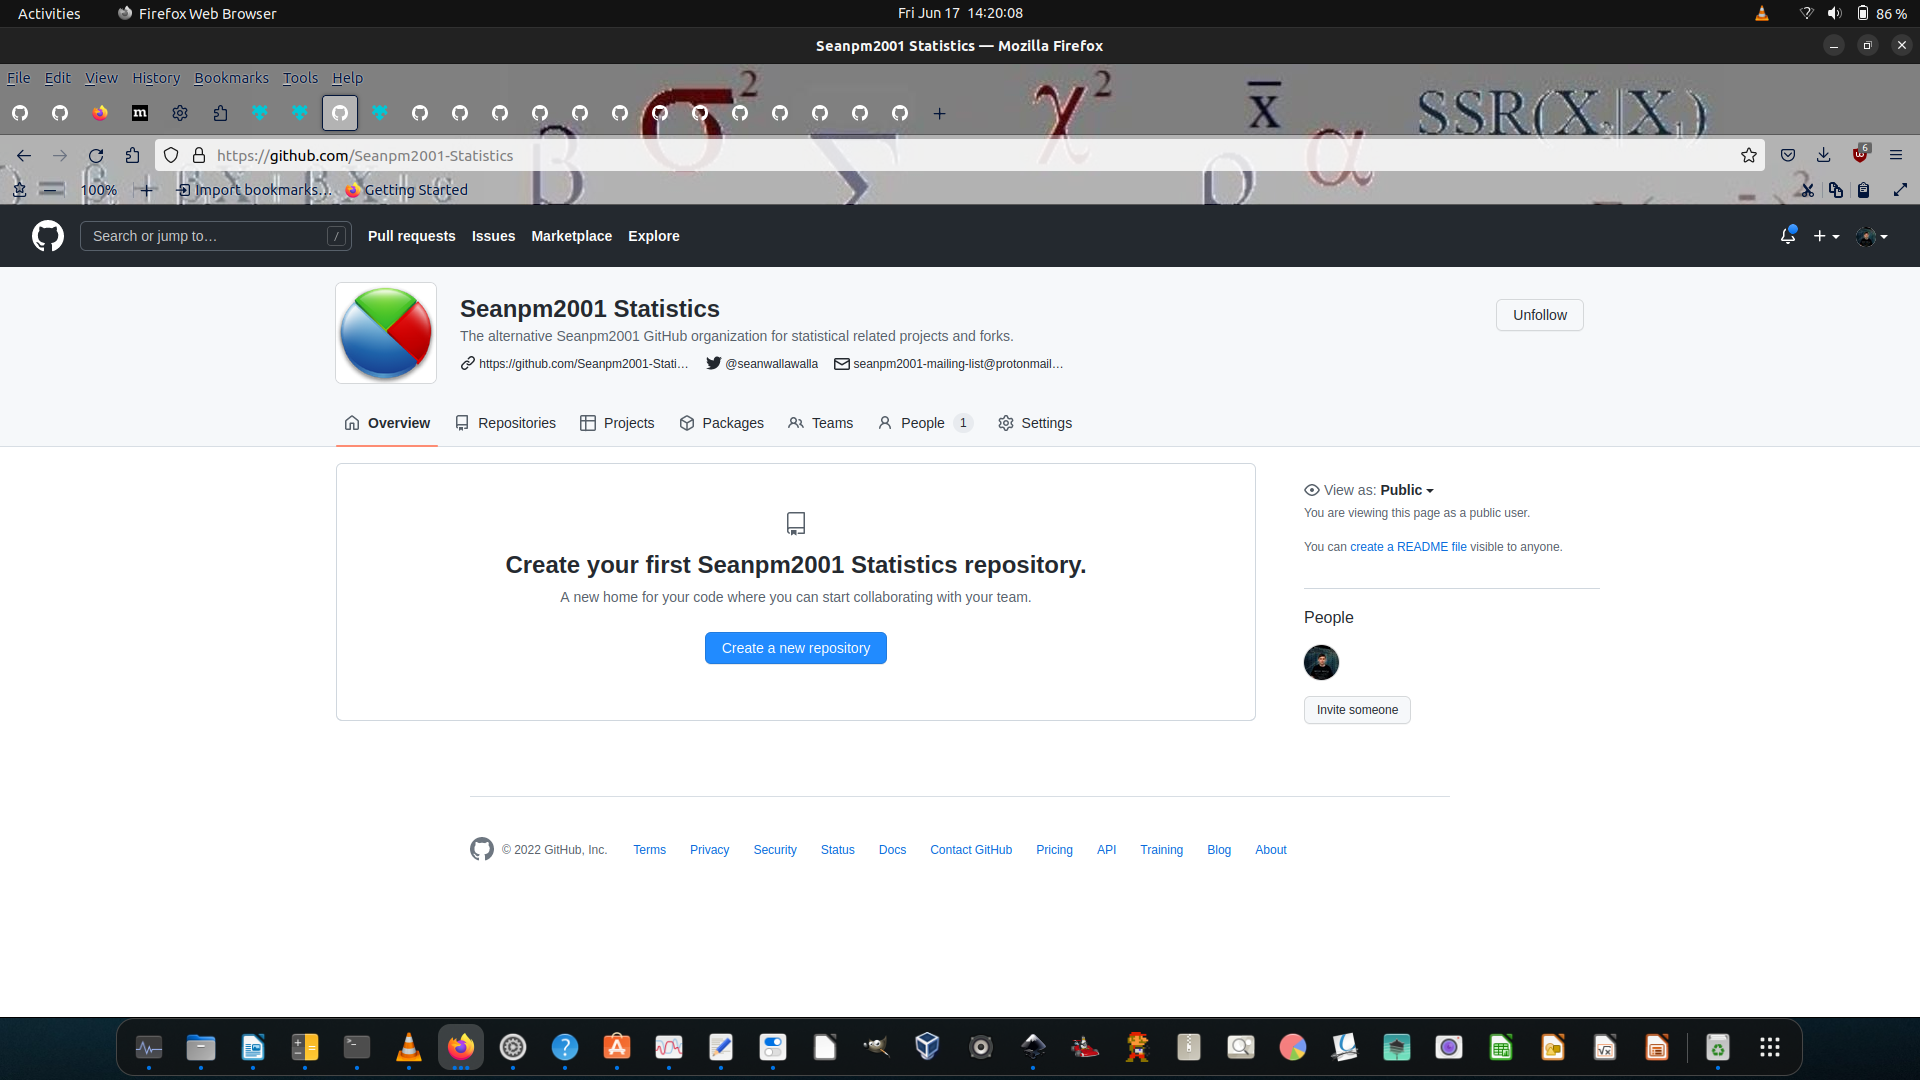 Activities
Firefox Web Browser
Fri Jun 17 14:20:08
86 %
Seanpm2001 Statistics — Mozilla Firefox
File Edit View History Bookmarks Tools Help
σ² χ² x SSR(X₂|X₁)
m
β Σ ρ α
https://github.com/Seanpm2001-Statistics
6
100%
Import bookmarks…
Getting Started
Search or jump to…
/
Pull requests Issues Marketplace Explore
Seanpm2001 Statistics
Unfollow
The alternative Seanpm2001 GitHub organization for statistical related projects and forks.
https://github.com/Seanpm2001-Stati… @seanwallawalla seanpm2001-mailing-list@protonmail…
Overview Repositories Projects Packages Teams People 1 Settings
Create your first Seanpm2001 Statistics repository.
A new home for your code where you can start collaborating with your team.
Create a new repository
View as: Public
You are viewing this page as a public user.
You can create a README file visible to anyone.
People
Invite someone
© 2022 GitHub, Inc. Terms Privacy Security Status Docs Contact GitHub Pricing API Training Blog About